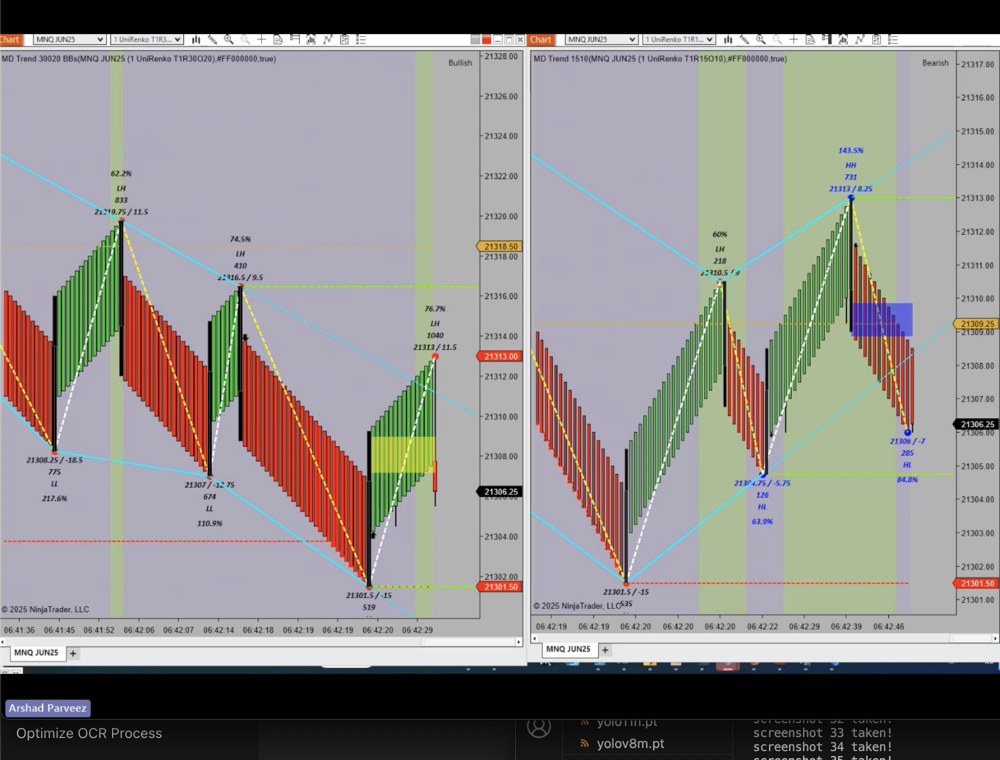 Chart
MNQ JUN25
1 UniRenko T1R3...
MD Trend 30020 BBs(MNQ JUN25 (1 UniRenko T1R30O20),#FF000000,true)
Bullish
62.2%
LH
833
21319.75 / 11.5
74.5%
LH
410
21316.5 / 9.5
76.7%
LH
1040
21313 / 11.5
21308.25 / -18.5
775
LL
217.6%
21307 / -12.75
674
LL
110.9%
21301.5 / -15
519
21328.00
21326.00
21324.00
21322.00
21320.00
21318.50
21318.00
21316.00
21314.00
21313.00
21312.00
21310.00
21308.00
21306.25
21304.00
21302.00
21301.50
© 2025 NinjaTrader, LLC
06:41:36 06:41:45 06:41:52 06:42:06 06:42:07 06:42:14 06:42:18 06:42:20 06:42:29
MNQ JUN25 +
Chart
MNQ JUN25
1 UniRenko T1R1...
MD Trend 1510(MNQ JUN25 (1 UniRenko T1R15O10),#FF000000,true)
Bearish
143.5%
HH
731
21313 / 8.25
60%
LH
218
21310.5 / 9
21304.75 / -5.75
126
HL
63.9%
21306 / -7
285
HL
84.8%
21301.5 / -15
535
21317.00
21315.00
21314.00
21313.00
21312.00
21311.00
21310.00
21309.25
21309.00
21308.00
21307.00
21306.25
21305.00
21304.00
21303.00
21302.00
21301.50
21301.00
© 2025 NinjaTrader, LLC
06:42:19 06:42:19 06:42:20 06:42:20 06:42:22 06:42:29 06:42:39 06:42:46
MNQ JUN25 +
Arshad Parveez
Optimize OCR Process
yolo11m.pt
yolov8m.pt
screenshot 32 taken!
screenshot 33 taken!
screenshot 34 taken!
screenshot 35 taken!